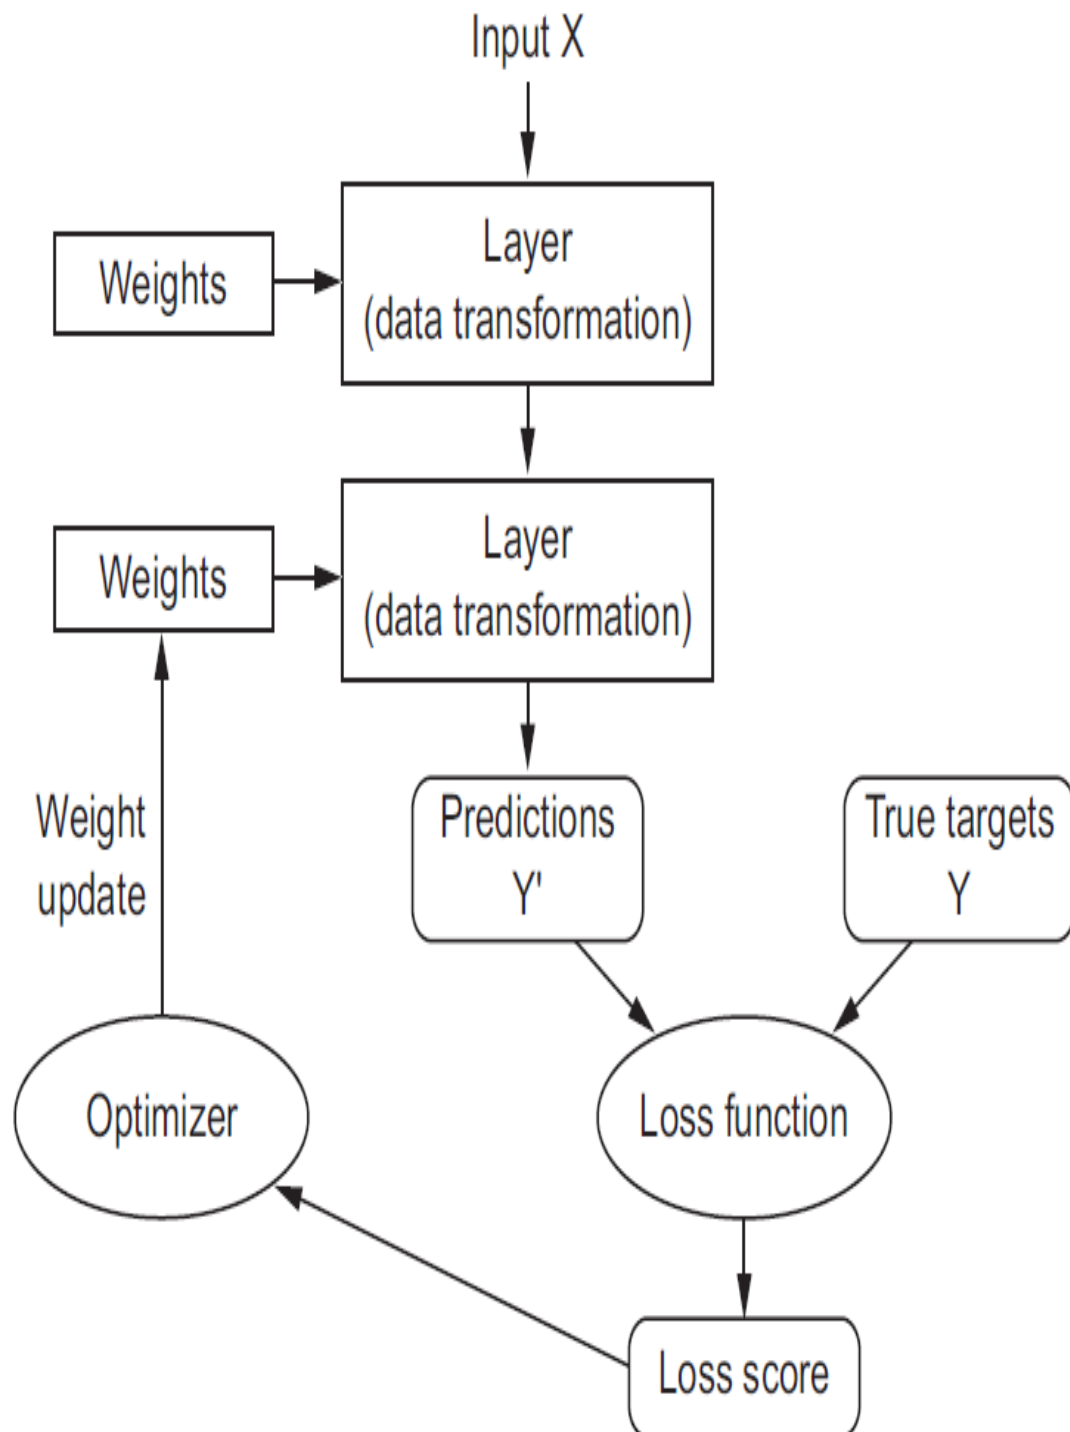 Input X
Weights
Layer
(data transformation)
Weights
Layer
(data transformation)
Weight
update
Predictions
Y'
True targets
Y
Optimizer
Loss function
Loss score